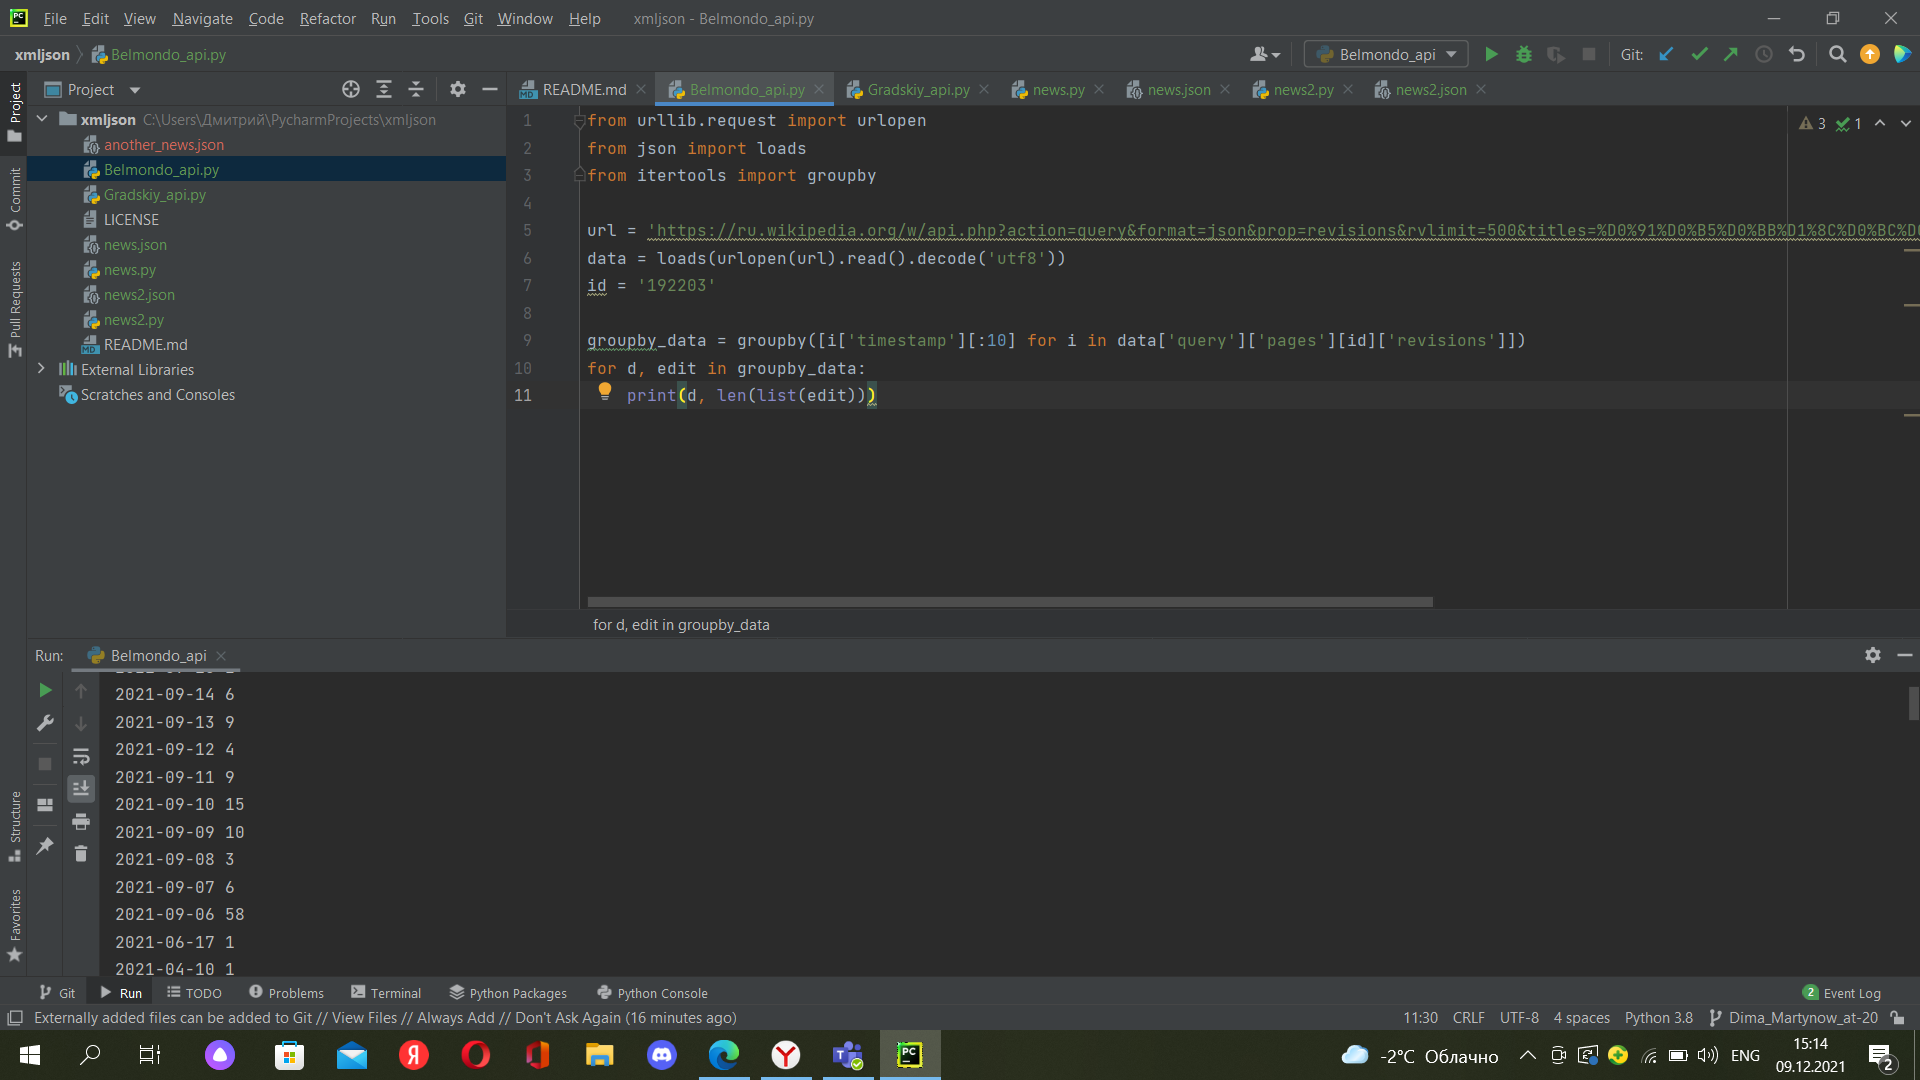 File Edit View Navigate Code Refactor Run Tools Git Window Help xmljson - Belmondo_api.py
xmljson Belmondo_api.py Belmondo_api Git:
Project
README.md Belmondo_api.py Gradskiy_api.py news.py news.json news2.py news2.json
xmljson C:\Users\Дмитрий\PycharmProjects\xmljson
another_news.json
Belmondo_api.py
Gradskiy_api.py
LICENSE
news.json
news.py
news2.json
news2.py
README.md
External Libraries
Scratches and Consoles
Project
Commit
Pull Requests
Structure
Favorites
3 1
1 from urllib.request import urlopen
2 from json import loads
3 from itertools import groupby
4
5 url = 'https://ru.wikipedia.org/w/api.php?action=query&format=json&prop=revisions&rvlimit=500&titles=%D0%91%D0%B5%D0%BB%D1%8C%D0%BC%D
6 data = loads(urlopen(url).read().decode('utf8'))
7 id = '192203'
8
9 groupby_data = groupby([i['timestamp'][:10] for i in data['query']['pages'][id]['revisions']])
10 for d, edit in groupby_data:
11 print(d, len(list(edit)))
for d, edit in groupby_data
Run: Belmondo_api
2021-09-14 6
2021-09-13 9
2021-09-12 4
2021-09-11 9
2021-09-10 15
2021-09-09 10
2021-09-08 3
2021-09-07 6
2021-09-06 58
2021-06-17 1
2021-04-10 1
Git Run TODO Problems Terminal Python Packages Python Console 2 Event Log
Externally added files can be added to Git // View Files // Always Add // Don't Ask Again (16 minutes ago) 11:30 CRLF UTF-8 4 spaces Python 3.8 Dima_Martynow_at-20
-2°C Облачно ENG 15:14
09.12.2021 2